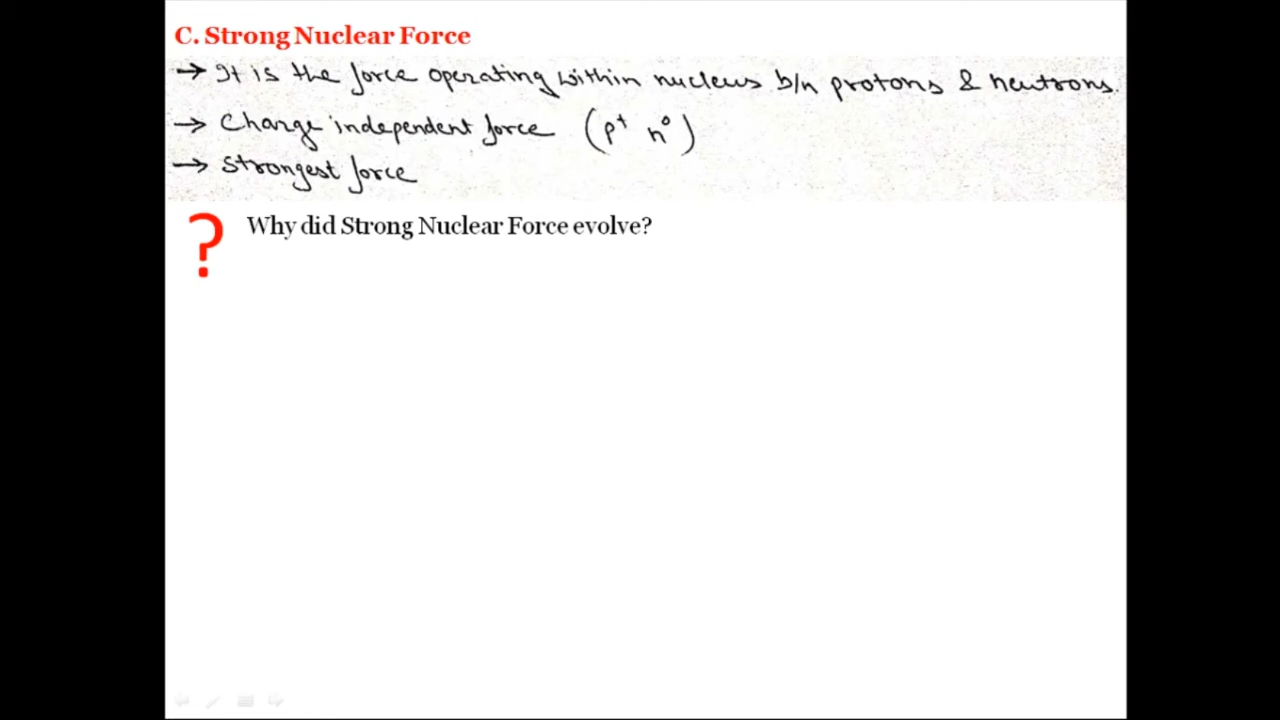 C. Strong Nuclear Force
→ It is the force operating within nucleus b/n protons & neutrons.
→ Charge independent force (p⁺ n⁰)
→ Strongest force
? Why did Strong Nuclear Force evolve?